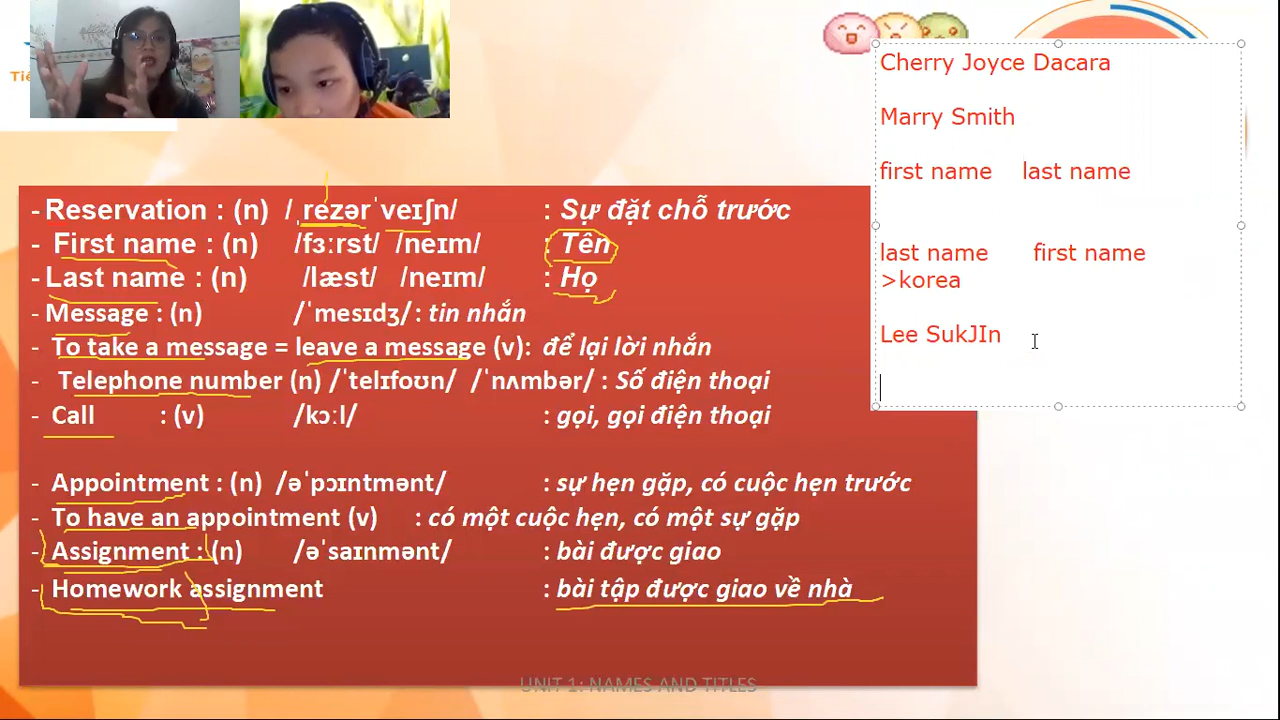 Tiế
- Reservation : (n) /ˌrezərˈveɪʃn/ : Sự đặt chỗ trước
- First name : (n) /fɜːrst/ /neɪm/ : Tên
- Last name : (n) /læst/ /neɪm/ : Họ
- Message : (n) /ˈmesɪdʒ/ : tin nhắn
- To take a message = leave a message (v): để lại lời nhắn
- Telephone number (n) /ˈtelɪfoʊn/ /ˈnʌmbər/ : Số điện thoại
- Call : (v) /kɔːl/ : gọi, gọi điện thoại
- Appointment : (n) /əˈpɔɪntmənt/ : sự hẹn gặp, có cuộc hẹn trước
- To have an appointment (v) : có một cuộc hẹn, có một sự gặp
- Assignment : (n) /əˈsaɪnmənt/ : bài được giao
- Homework assignment : bài tập được giao về nhà
UNIT 1: NAMES AND TITLES
Cherry Joyce Dacara
Marry Smith
first name last name
last name first name
>korea
Lee SukJIn